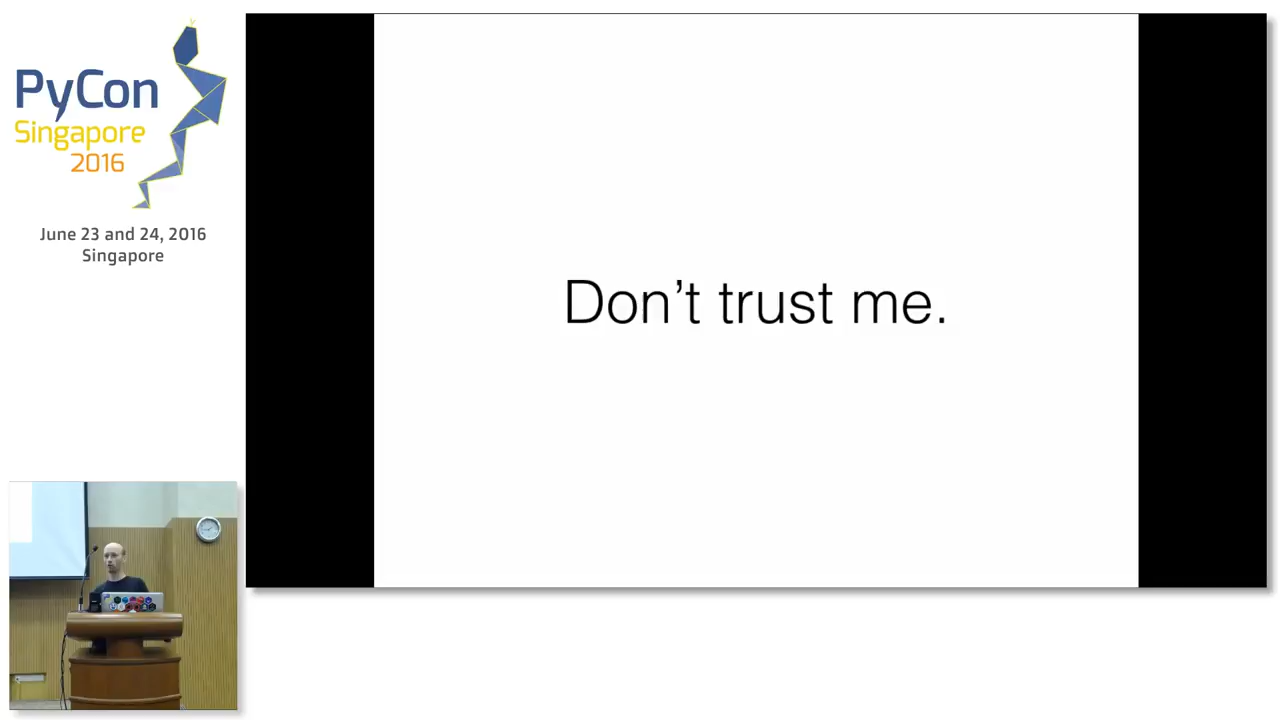 PyCon
Singapore
2016
June 23 and 24, 2016
Singapore
Don't trust me.